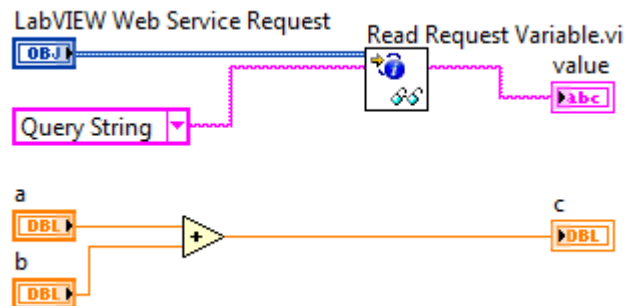 LabVIEW Web Service Request
OBJ
Read Request Variable.vi
value
abc
Query String
a
DBL
+
c
DBL
b
DBL